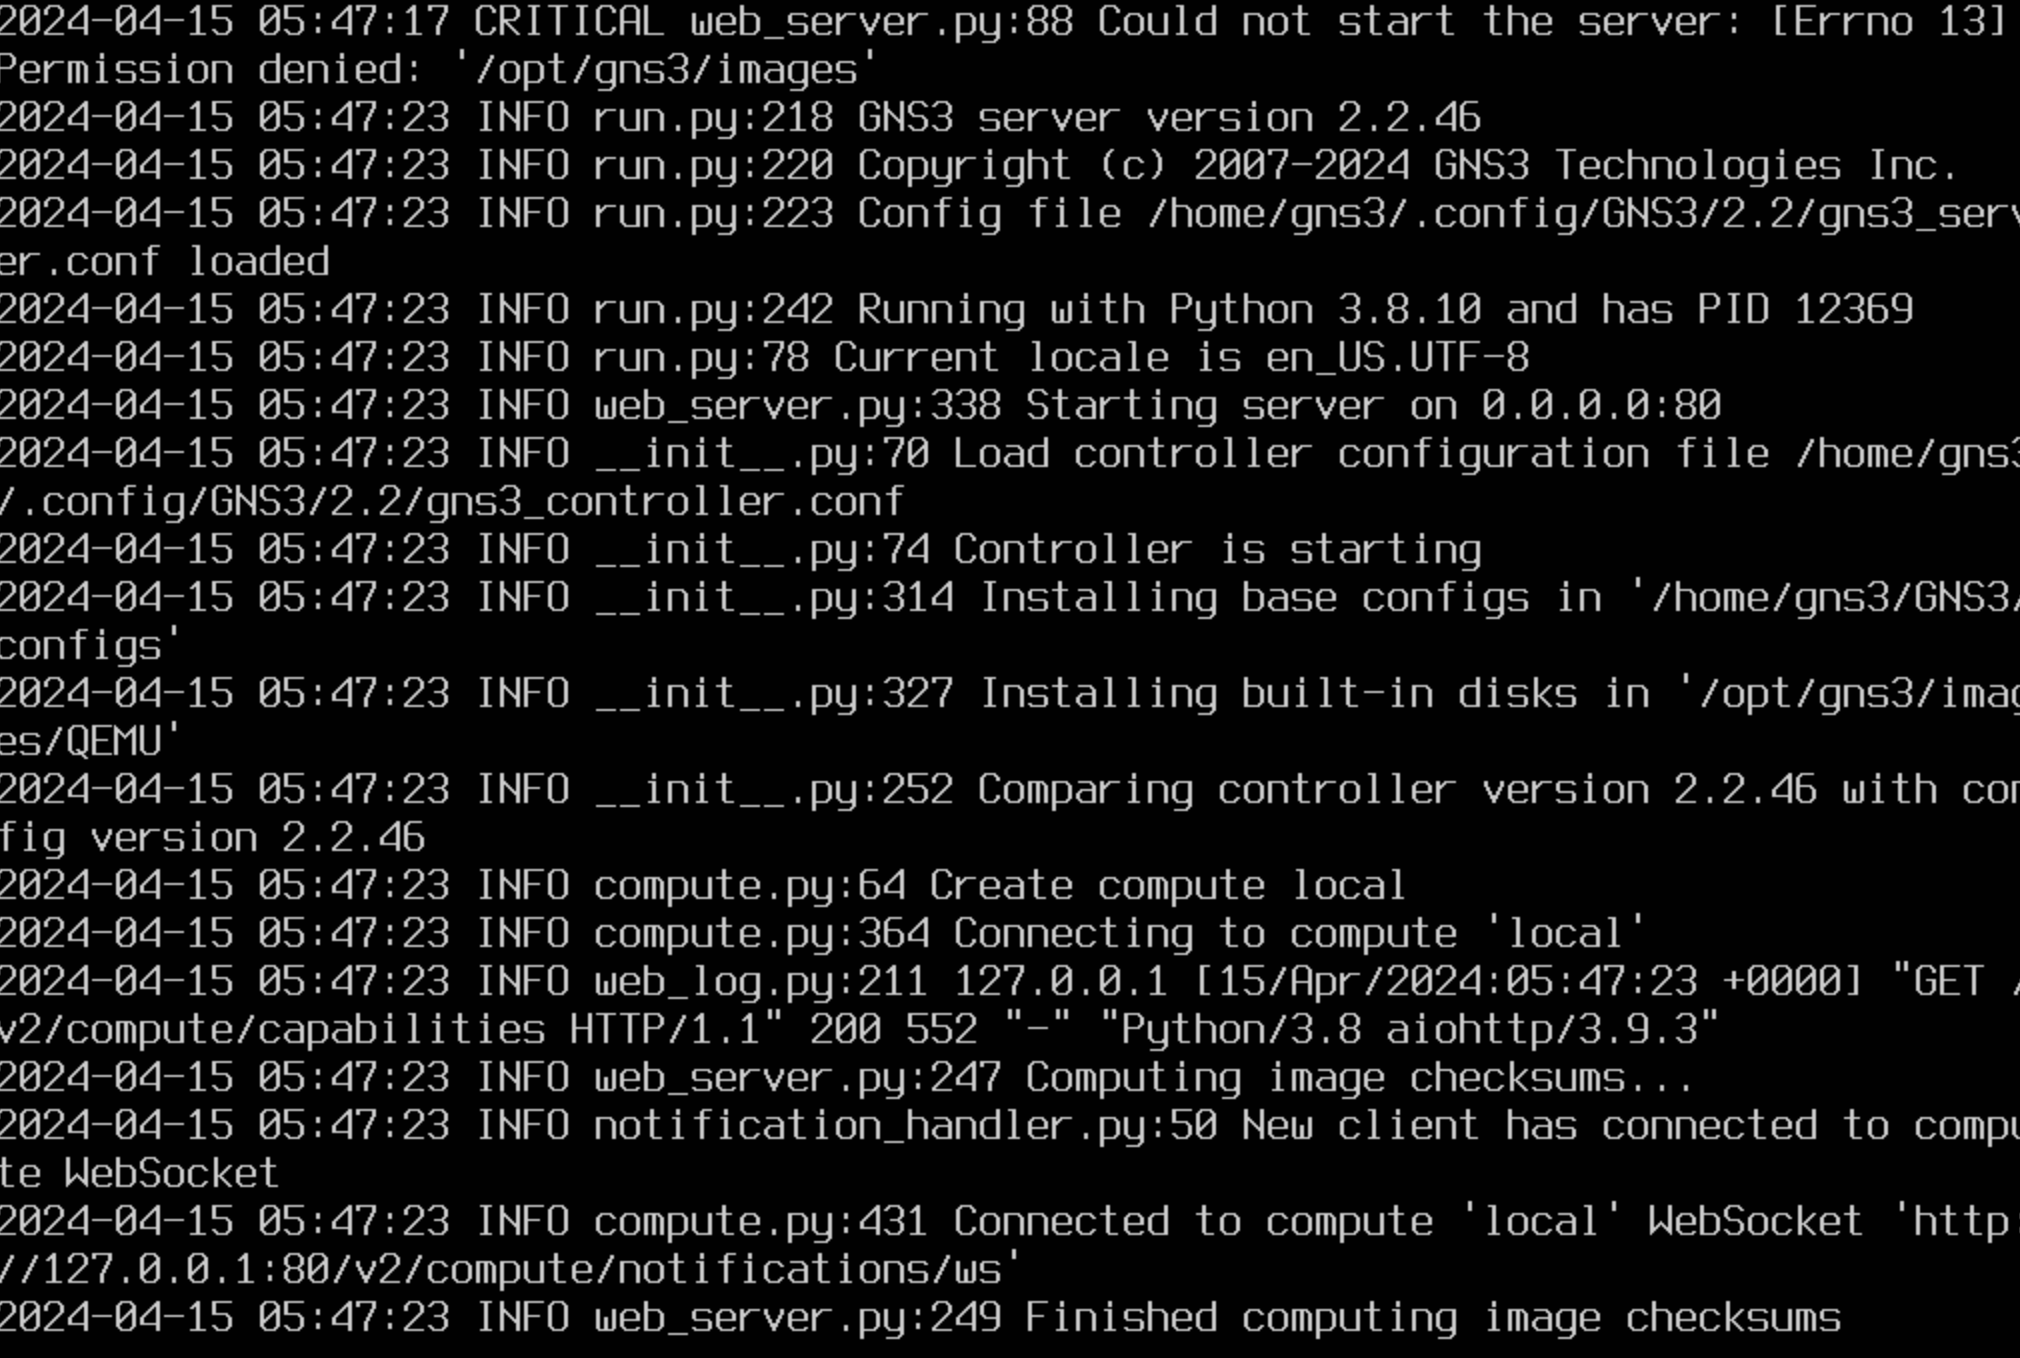 2024-04-15 05:47:17 CRITICAL web_server.py:88 Could not start the server: [Errno 13]
Permission denied: '/opt/gns3/images'
2024-04-15 05:47:23 INFO run.py:218 GNS3 server version 2.2.46
2024-04-15 05:47:23 INFO run.py:220 Copyright (c) 2007-2024 GNS3 Technologies Inc.
2024-04-15 05:47:23 INFO run.py:223 Config file /home/gns3/.config/GNS3/2.2/gns3_serv
er.conf loaded
2024-04-15 05:47:23 INFO run.py:242 Running with Python 3.8.10 and has PID 12369
2024-04-15 05:47:23 INFO run.py:78 Current locale is en_US.UTF-8
2024-04-15 05:47:23 INFO web_server.py:338 Starting server on 0.0.0.0:80
2024-04-15 05:47:23 INFO __init__.py:70 Load controller configuration file /home/gns3
/.config/GNS3/2.2/gns3_controller.conf
2024-04-15 05:47:23 INFO __init__.py:74 Controller is starting
2024-04-15 05:47:23 INFO __init__.py:314 Installing base configs in '/home/gns3/GNS3/
configs'
2024-04-15 05:47:23 INFO __init__.py:327 Installing built-in disks in '/opt/gns3/imag
es/QEMU'
2024-04-15 05:47:23 INFO __init__.py:252 Comparing controller version 2.2.46 with con
fig version 2.2.46
2024-04-15 05:47:23 INFO compute.py:64 Create compute local
2024-04-15 05:47:23 INFO compute.py:364 Connecting to compute 'local'
2024-04-15 05:47:23 INFO web_log.py:211 127.0.0.1 [15/Apr/2024:05:47:23 +0000] "GET /
v2/compute/capabilities HTTP/1.1" 200 552 "-" "Python/3.8 aiohttp/3.9.3"
2024-04-15 05:47:23 INFO web_server.py:247 Computing image checksums...
2024-04-15 05:47:23 INFO notification_handler.py:50 New client has connected to compu
te WebSocket
2024-04-15 05:47:23 INFO compute.py:431 Connected to compute 'local' WebSocket 'http:
//127.0.0.1:80/v2/compute/notifications/ws'
2024-04-15 05:47:23 INFO web_server.py:249 Finished computing image checksums